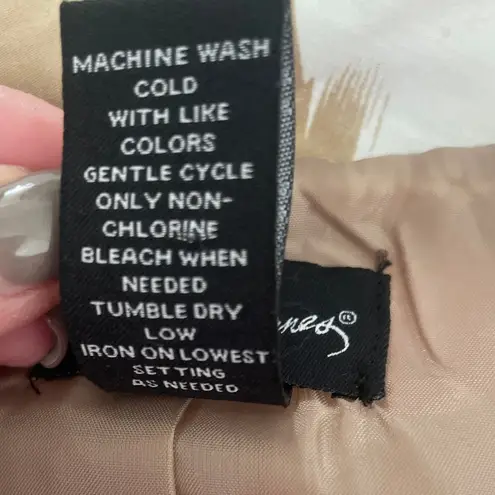 MACHINE WASH
COLD
WITH LIKE
COLORS
GENTLE CYCLE
ONLY NON-
CHLORINE
BLEACH WHEN
NEEDED
TUMBLE DRY
LOW
IRON ON LOWEST
SETTING
AS NEEDED